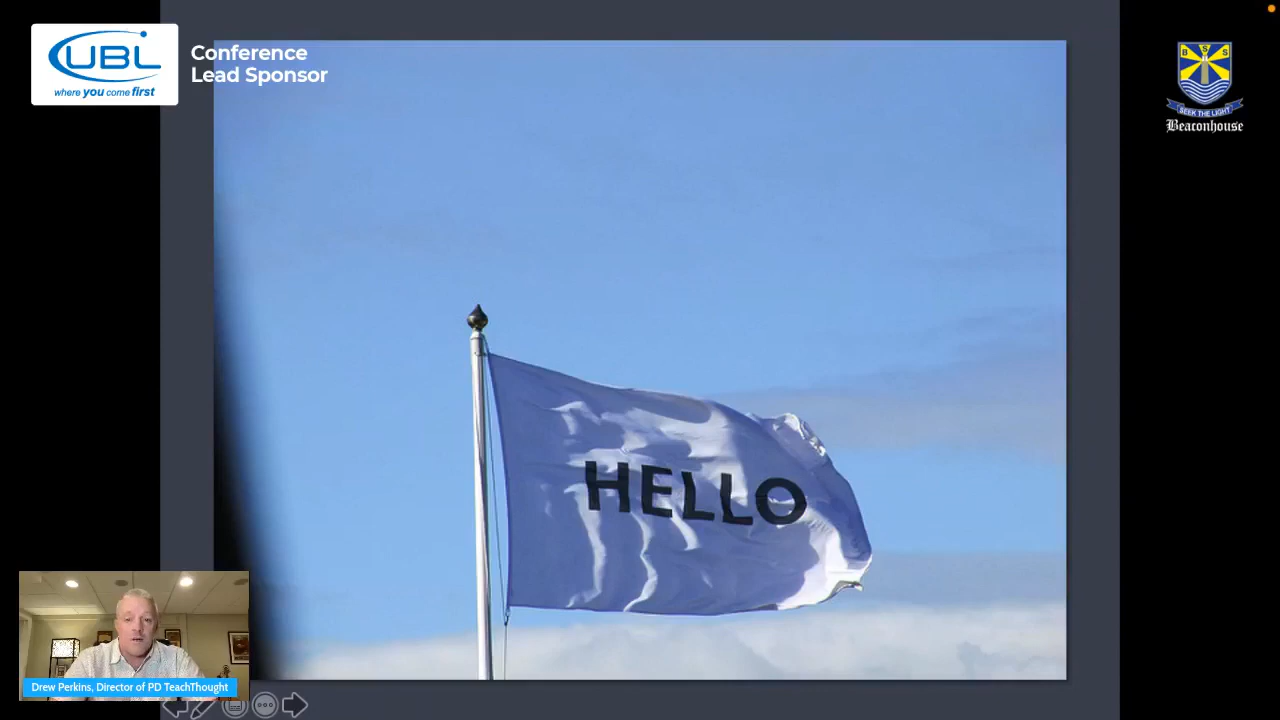 UBL
where you come first
Conference
Lead Sponsor
B S S
SEEK THE LIGHT
Beaconhouse
HELLO
Drew Perkins, Director of PD TeachThought